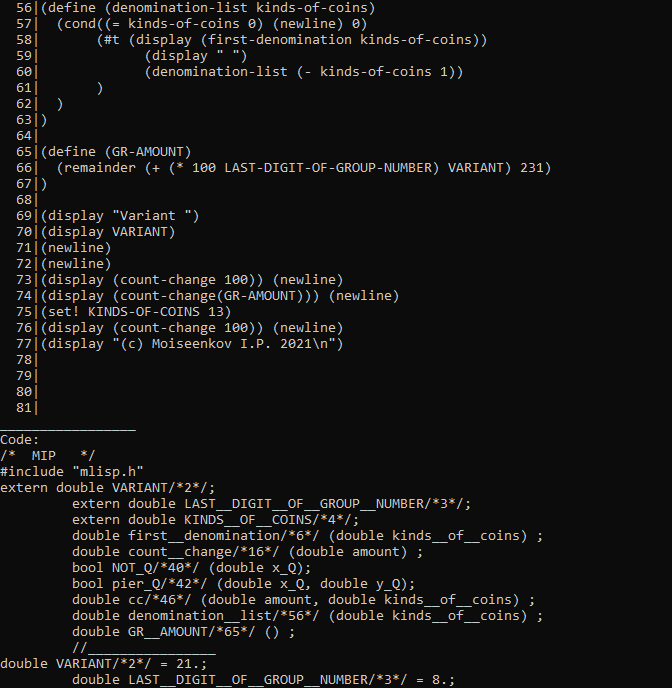 56|(define (denomination-list kinds-of-coins)
57|  (cond((= kinds-of-coins 0) (newline) 0)
58|       (#t (display (first-denomination kinds-of-coins))
59|             (display " ")
60|             (denomination-list (- kinds-of-coins 1))
61|       )
62|  )
63|)
64|
65|(define (GR-AMOUNT)
66|  (remainder (+ (* 100 LAST-DIGIT-OF-GROUP-NUMBER) VARIANT) 231)
67|)
68|
69|(display "Variant ")
70|(display VARIANT)
71|(newline)
72|(newline)
73|(display (count-change 100)) (newline)
74|(display (count-change(GR-AMOUNT))) (newline)
75|(set! KINDS-OF-COINS 13)
76|(display (count-change 100)) (newline)
77|(display "(c) Moiseenkov I.P. 2021\n")
78|
79|
80|
81|
_________________
Code:
/*  MIP   */
#include "mlisp.h"
extern double VARIANT/*2*/;
         extern double LAST__DIGIT__OF__GROUP__NUMBER/*3*/;
         extern double KINDS__OF__COINS/*4*/;
         double first__denomination/*6*/ (double kinds__of__coins) ;
         double count__change/*16*/ (double amount) ;
         bool NOT_Q/*40*/ (double x_Q);
         bool pier_Q/*42*/ (double x_Q, double y_Q);
         double cc/*46*/ (double amount, double kinds__of__coins) ;
         double denomination__list/*56*/ (double kinds__of__coins) ;
         double GR__AMOUNT/*65*/ () ;
         //________________
double VARIANT/*2*/ = 21.;
         double LAST__DIGIT__OF__GROUP__NUMBER/*3*/ = 8.;